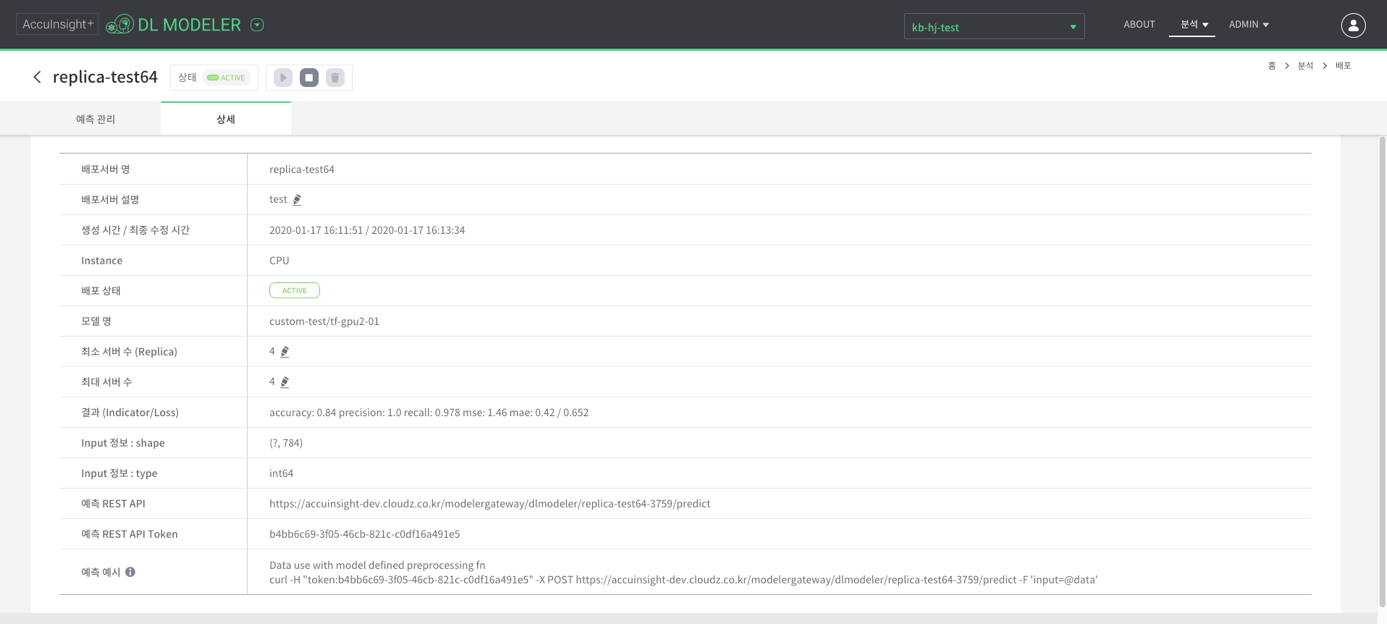 AccuInsight+ DL MODELER kb-hj-test ABOUT 분석 ADMIN
replica-test64 상태 ACTIVE 홈 > 분석 > 배포
예측 관리 상세
배포서버 명 replica-test64
배포서버 설명 test
생성 시간 / 최종 수정 시간 2020-01-17 16:11:51 / 2020-01-17 16:13:34
Instance CPU
배포 상태 ACTIVE
모델 명 custom-test/tf-gpu2-01
최소 서버 수 (Replica) 4
최대 서버 수 4
결과 (Indicator/Loss) accuracy: 0.84 precision: 1.0 recall: 0.978 mse: 1.46 mae: 0.42 / 0.652
Input 정보 : shape (?, 784)
Input 정보 : type int64
예측 REST API https://accuinsight-dev.cloudz.co.kr/modelergateway/dlmodeler/replica-test64-3759/predict
예측 REST API Token b4bb6c69-3f05-46cb-821c-c0df16a491e5
예측 예시 Data use with model defined preprocessing fn
curl -H "token:b4bb6c69-3f05-46cb-821c-c0df16a491e5" -X POST https://accuinsight-dev.cloudz.co.kr/modelergateway/dlmodeler/replica-test64-3759/predict -F 'input=@data'